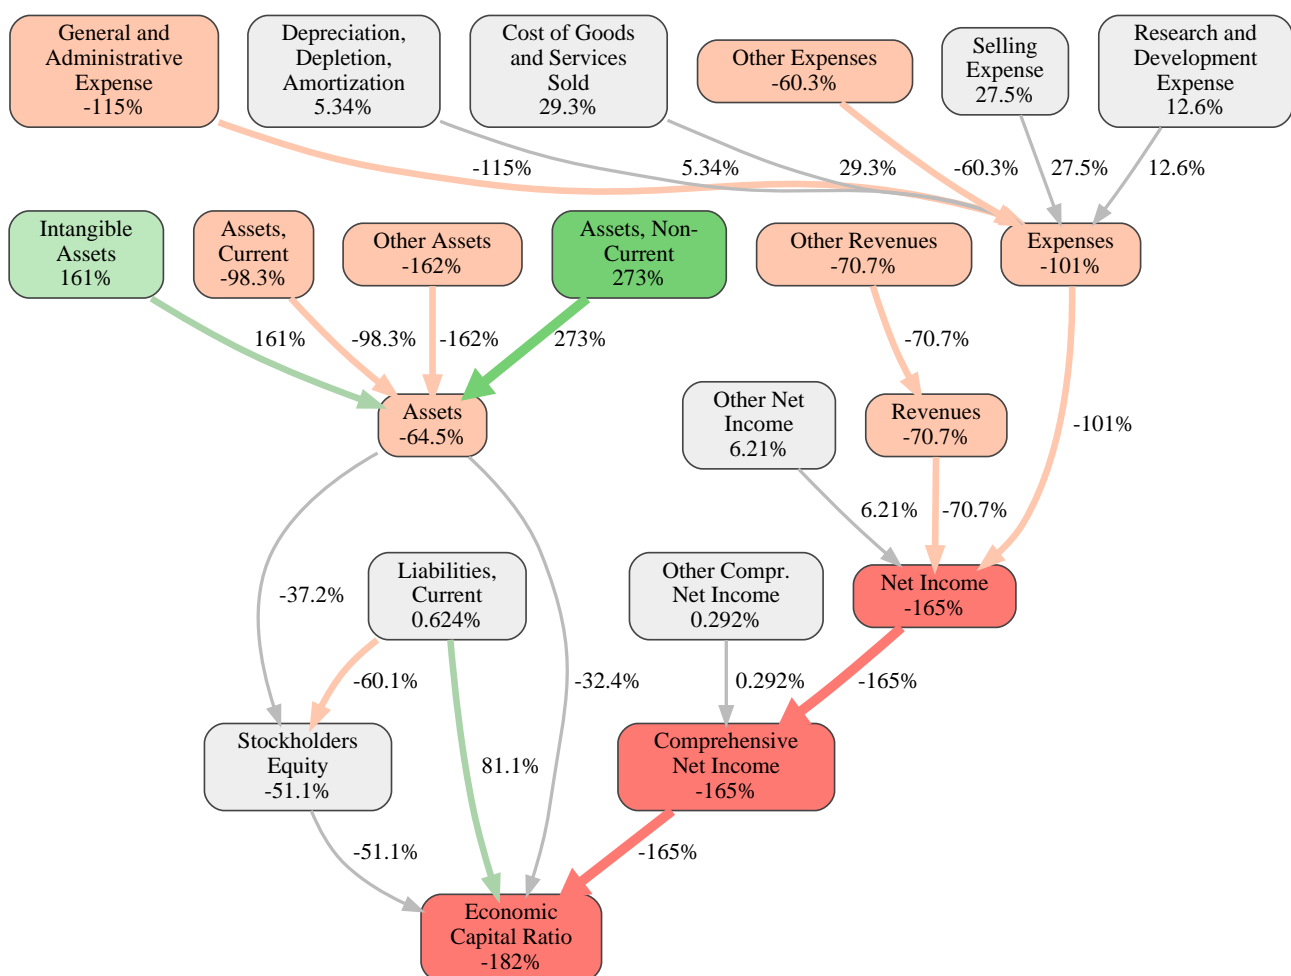 General and
Administrative
Expense
-115%
Depreciation,
Depletion,
Amortization
5.34%
Cost of Goods
and Services
Sold
29.3%
Other Expenses
-60.3%
Selling
Expense
27.5%
Research and
Development
Expense
12.6%
-115%
5.34%
29.3%
-60.3%
27.5%
12.6%
Intangible
Assets
161%
Assets,
Current
-98.3%
Other Assets
-162%
Assets, Non-
Current
273%
Other Revenues
-70.7%
Expenses
-101%
161%
-98.3%
-162%
273%
-70.7%
-101%
Assets
-64.5%
Other Net
Income
6.21%
Revenues
-70.7%
6.21%
-70.7%
-37.2%
Liabilities,
Current
0.624%
Other Compr.
Net Income
0.292%
Net Income
-165%
-60.1%
-32.4%
0.292%
-165%
Stockholders
Equity
-51.1%
81.1%
Comprehensive
Net Income
-165%
-51.1%
-165%
Economic
Capital Ratio
-182%